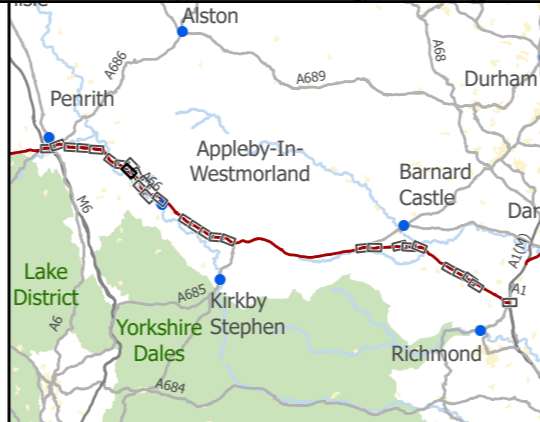 Alston
A686
A68
A689
Durham
Penrith
Appleby-In-
Westmorland
A66
Barnard
Castle
M6
A1(M)
Lake
District
A685
Kirkby
Stephen
A1
A6
Yorkshire
Dales
Richmond
A684